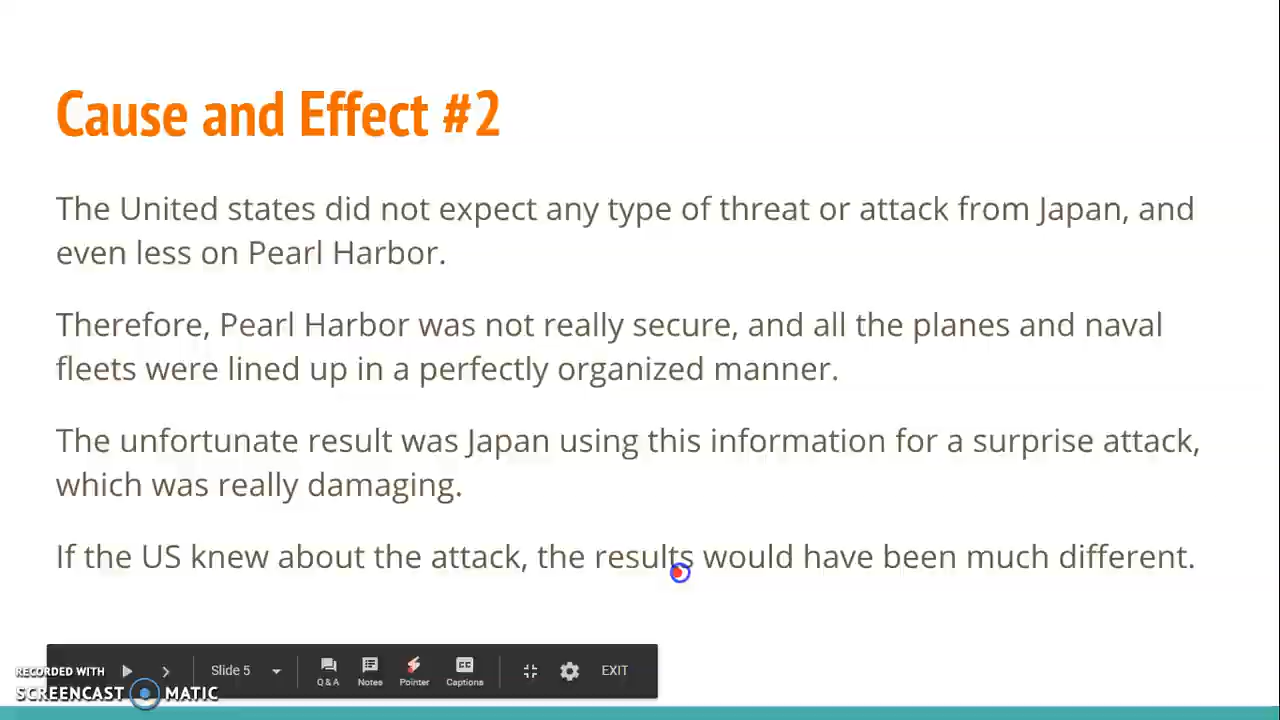 Cause and Effect #2
The United states did not expect any type of threat or attack from Japan, and
even less on Pearl Harbor.
Therefore, Pearl Harbor was not really secure, and all the planes and naval
fleets were lined up in a perfectly organized manner.
The unfortunate result was Japan using this information for a surprise attack,
which was really damaging.
If the US knew about the attack, the results would have been much different.
RECORDED WITH
SCREENCAST MATIC
Slide 5
Q & A
Notes
Pointer
CC
Captions
EXIT